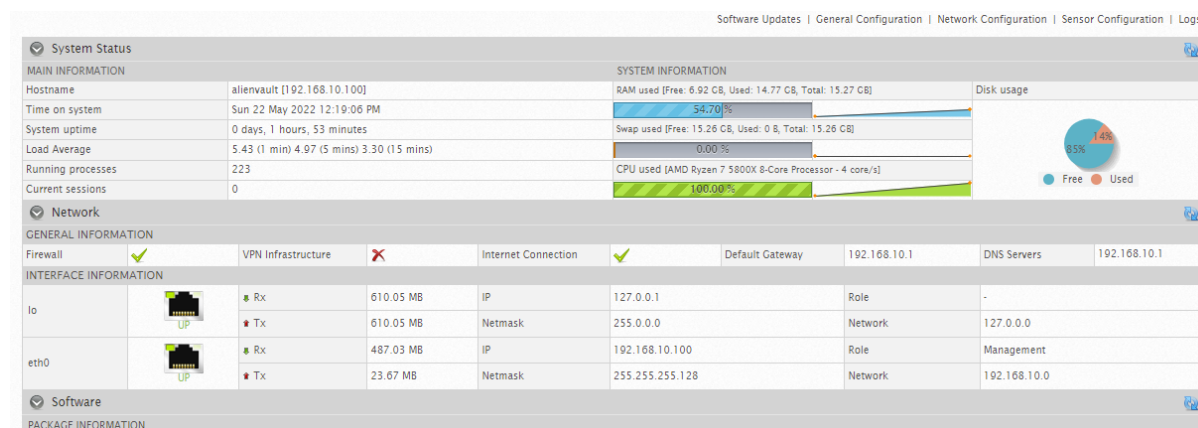 Software Updates | General Configuration | Network Configuration | Sensor Configuration | Logs
System Status
MAIN INFORMATION SYSTEM INFORMATION
Hostname alienvault [192.168.10.100] RAM used [Free: 6.92 GB, Used: 14.77 GB, Total: 15.27 GB] Disk usage
Time on system Sun 22 May 2022 12:19:06 PM 54.70 %
System uptime 0 days, 1 hours, 53 minutes Swap used [Free: 15.26 GB, Used: 0 B, Total: 15.26 GB]
Load Average 5.43 (1 min) 4.97 (5 mins) 3.30 (15 mins) 0.00 % 85% 14%
Running processes 223 CPU used [AMD Ryzen 7 5800X 8-Core Processor - 4 core/s]
Current sessions 0 100.00 % Free Used
Network
GENERAL INFORMATION
Firewall VPN Infrastructure Internet Connection Default Gateway 192.168.10.1 DNS Servers 192.168.10.1
INTERFACE INFORMATION
lo UP Rx 610.05 MB IP 127.0.0.1 Role -
Tx 610.05 MB Netmask 255.0.0.0 Network 127.0.0.0
eth0 UP Rx 487.03 MB IP 192.168.10.100 Role Management
Tx 23.67 MB Netmask 255.255.255.128 Network 192.168.10.0
Software
PACKAGE INFORMATION